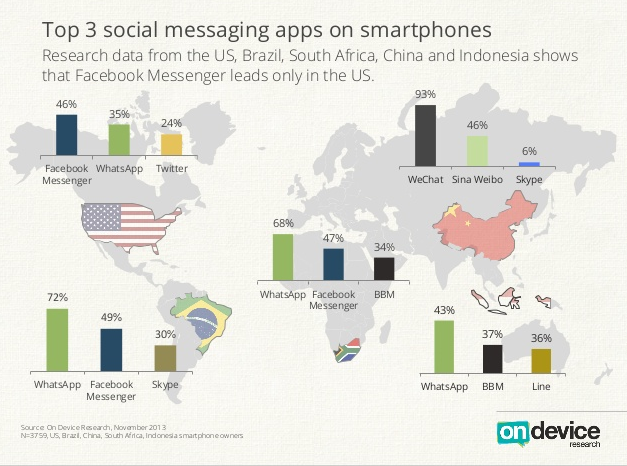 Top 3 social messaging apps on smartphones
Research data from the US, Brazil, South Africa, China and Indonesia shows
that Facebook Messenger leads only in the US.
46%
35%
24%
Facebook
Messenger
WhatsApp
Twitter
93%
46%
6%
WeChat
Sina Weibo
Skype
68%
47%
34%
WhatsApp
Facebook
Messenger
BBM
72%
49%
30%
WhatsApp
Facebook
Messenger
Skype
43%
37%
36%
WhatsApp
BBM
Line
Source: On Device Research, November 2013
N=3759, US, Brazil, China, South Africa, Indonesia smartphone owners
ondevice
research